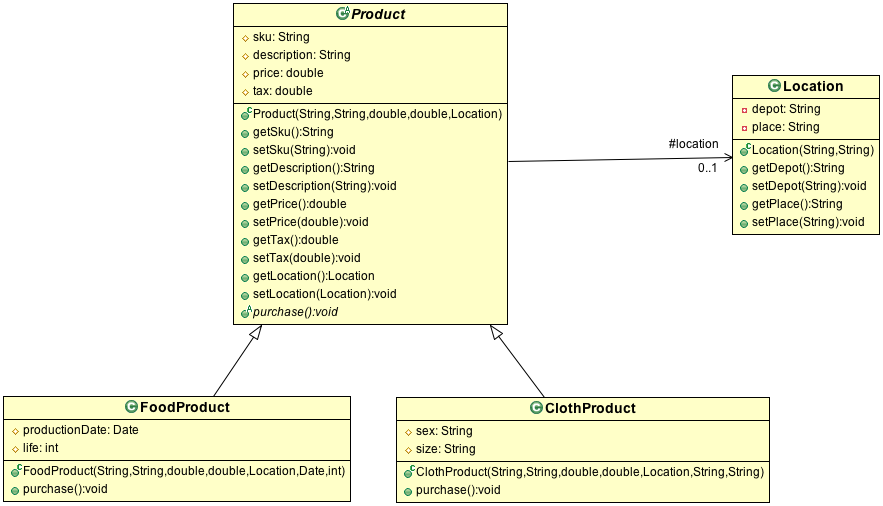 Product
sku: String
description: String
price: double
tax: double
Product(String,String,double,double,Location)
getSku():String
setSku(String):void
getDescription():String
setDescription(String):void
getPrice():double
setPrice(double):void
getTax():double
setTax(double):void
getLocation():Location
setLocation(Location):void
purchase():void
#location
0..1
Location
depot: String
place: String
Location(String,String)
getDepot():String
setDepot(String):void
getPlace():String
setPlace(String):void
FoodProduct
productionDate: Date
life: int
FoodProduct(String,String,double,double,Location,Date,int)
purchase():void
ClothProduct
sex: String
size: String
ClothProduct(String,String,double,double,Location,String,String)
purchase():void